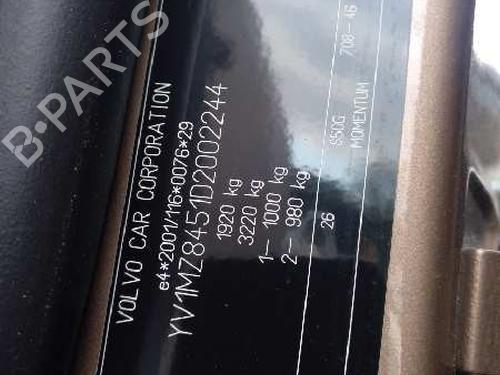 VOLVO CAR CORPORATION
e4*2001/116*0076*29
YV1MZ8451D2002244
1920 kg
3220 kg
1– 1000 kg
2– 980 kg
26
S50G
MOMENTUM
708-46
B-PARTS